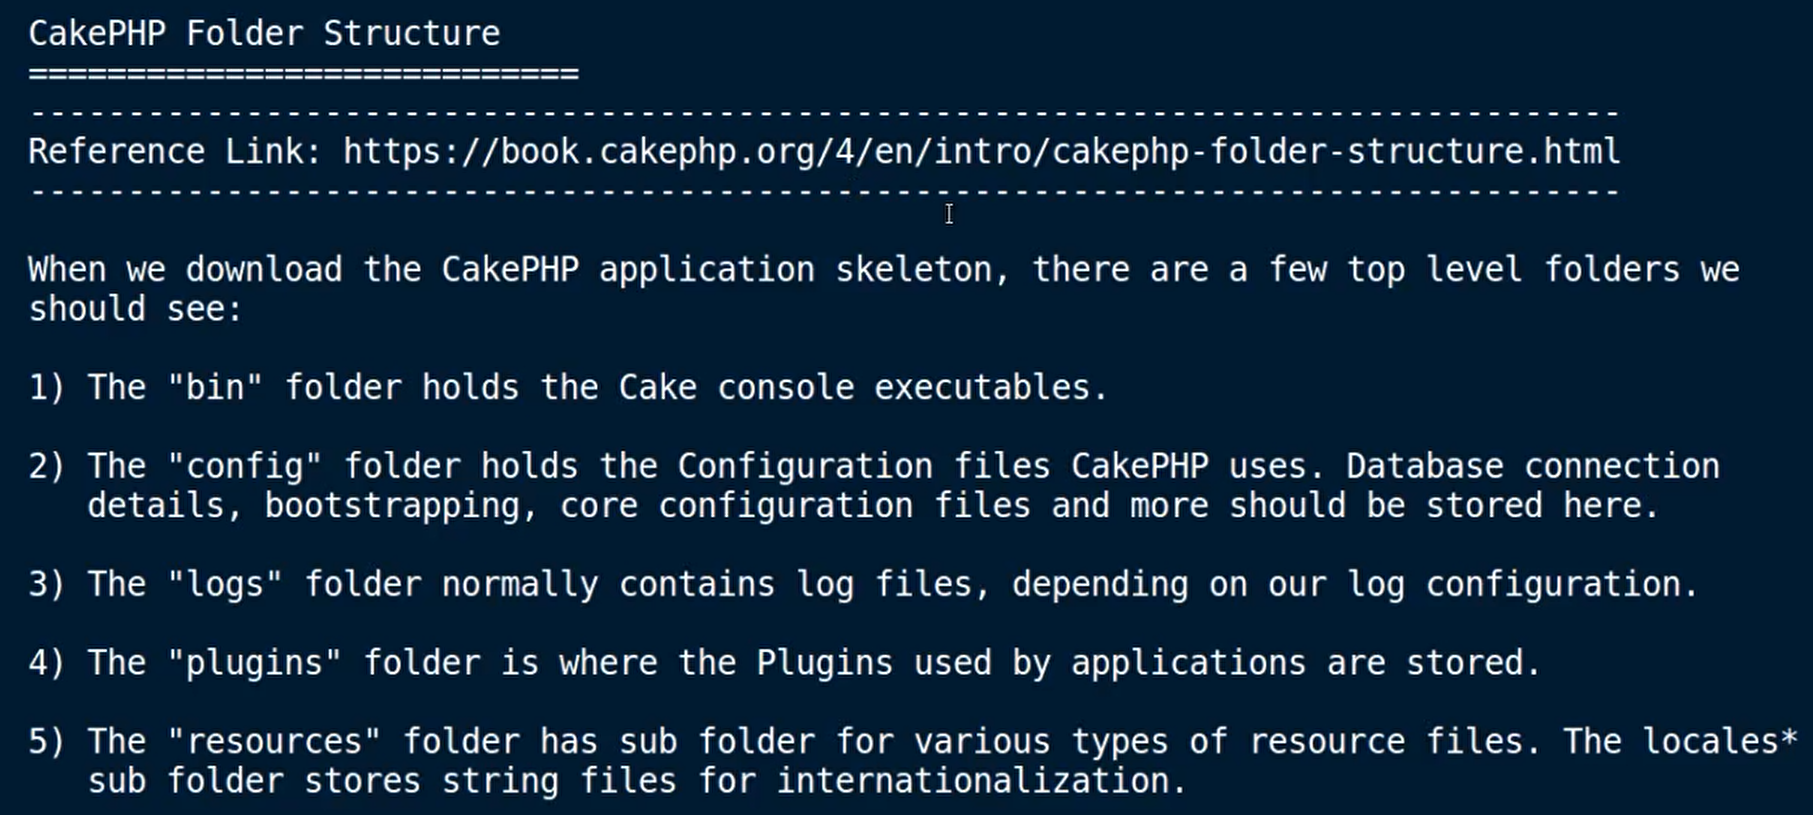 CakePHP Folder Structure
============================
---------------------------------------------------------------------------------
Reference Link: https://book.cakephp.org/4/en/intro/cakephp-folder-structure.html
---------------------------------------------------------------------------------
When we download the CakePHP application skeleton, there are a few top level folders we
should see:
1) The "bin" folder holds the Cake console executables.
2) The "config" folder holds the Configuration files CakePHP uses. Database connection
details, bootstrapping, core configuration files and more should be stored here.
3) The "logs" folder normally contains log files, depending on our log configuration.
4) The "plugins" folder is where the Plugins used by applications are stored.
5) The "resources" folder has sub folder for various types of resource files. The locales*
sub folder stores string files for internationalization.